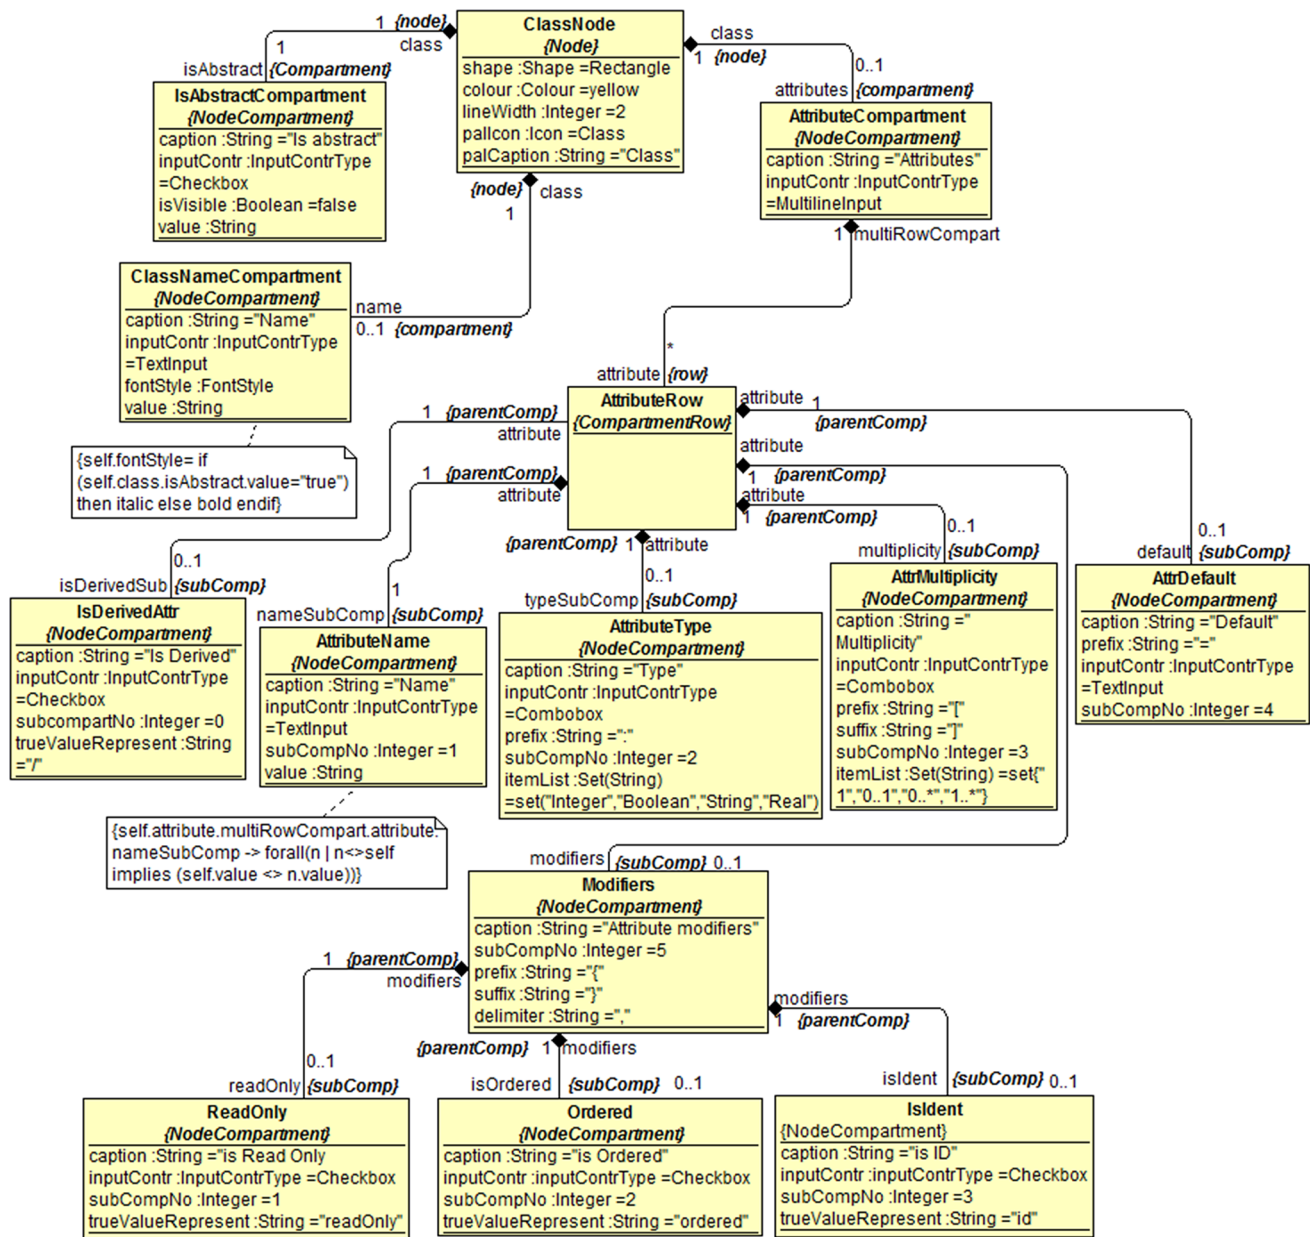 1 {node}
class
ClassNode
{Node}
shape :Shape =Rectangle
colour :Colour =yellow
lineWidth :Integer =2
palIcon :Icon =Class
palCaption :String ="Class"
class
1 {node}
1
isAbstract {Compartment}
0..1
attributes {compartment}
IsAbstractCompartment
{NodeCompartment}
caption :String ="Is abstract"
inputContr :InputContrType
=Checkbox
isVisible :Boolean =false
value :String
AttributeCompartment
{NodeCompartment}
caption :String ="Attributes"
inputContr :InputContrType
=MultilineInput
{node} class
1
1 multiRowCompart
ClassNameCompartment
{NodeCompartment}
caption :String ="Name"
inputContr :InputContrType
=TextInput
fontStyle :FontStyle
value :String
name
0..1 {compartment}
*
attribute {row}
{self.fontStyle= if
(self.class.isAbstract.value="true")
then italic else bold endif}
AttributeRow
{CompartmentRow}
1 {parentComp}
attribute
1 {parentComp}
attribute
attribute 1
{parentComp}
attribute
1 {parentComp}
attribute
1 {parentComp}
{parentComp} 1 attribute
0..1
isDerivedSub {subComp}
1
nameSubComp {subComp}
0..1
typeSubComp {subComp}
0..1
multiplicity {subComp}
0..1
default {subComp}
IsDerivedAttr
{NodeCompartment}
caption :String ="Is Derived"
inputContr :InputContrType
=Checkbox
subcompartNo :Integer =0
trueValueRepresent :String
="/"
AttributeName
{NodeCompartment}
caption :String ="Name"
inputContr :InputContrType
=TextInput
subCompNo :Integer =1
value :String
AttributeType
{NodeCompartment}
caption :String ="Type"
inputContr :InputContrType
=Combobox
prefix :String =":"
subCompNo :Integer =2
itemList :Set(String)
=set("Integer","Boolean","String","Real")
AttrMultiplicity
{NodeCompartment}
caption :String ="
Multiplicity"
inputContr :InputContrType
=Combobox
prefix :String ="["
suffix :String ="]"
subCompNo :Integer =3
itemList :Set(String) =set{"
1","0..1","0..*","1..*"}
AttrDefault
{NodeCompartment}
caption :String ="Default"
prefix :String ="="
inputContr :InputContrType
=TextInput
subCompNo :Integer =4
{self.attribute.multiRowCompart.attribute.
nameSubComp -> forall(n | n<>self
implies (self.value <> n.value))}
modifiers {subComp} 0..1
Modifiers
{NodeCompartment}
caption :String ="Attribute modifiers"
subCompNo :Integer =5
prefix :String ="{"
suffix :String ="}"
delimiter :String =","
1 {parentComp}
modifiers
modifiers
1 {parentComp}
{parentComp} 1 modifiers
0..1
readOnly {subComp}
isOrdered {subComp} 0..1
isIdent {subComp} 0..1
ReadOnly
{NodeCompartment}
caption :String ="is Read Only
inputContr :inputContrType =Checkbox
subCompNo :Integer =1
trueValueRepresent :String ="readOnly"
Ordered
{NodeCompartment}
caption :String ="is Ordered"
inputContr :inputContrType =Checkbox
subCompNo :Integer =2
trueValueRepresent :String ="ordered"
IsIdent
{NodeCompartment}
caption :String ="is ID"
inputContr :inputContrType =Checkbox
subCompNo :Integer =3
trueValueRepresent :String ="id"